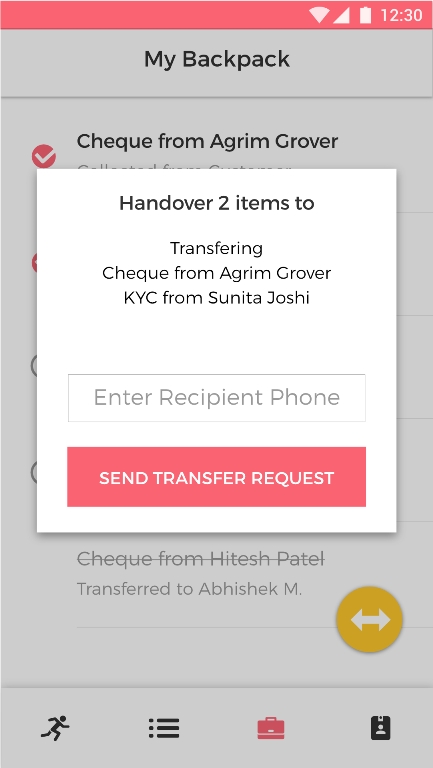 12:30
My Backpack
Cheque from Agrim Grover
Collected from Customer
Handover 2 items to
Transfering
Cheque from Agrim Grover
KYC from Sunita Joshi
Enter Recipient Phone
SEND TRANSFER REQUEST
Cheque from Hitesh Patel
Transferred to Abhishek M.